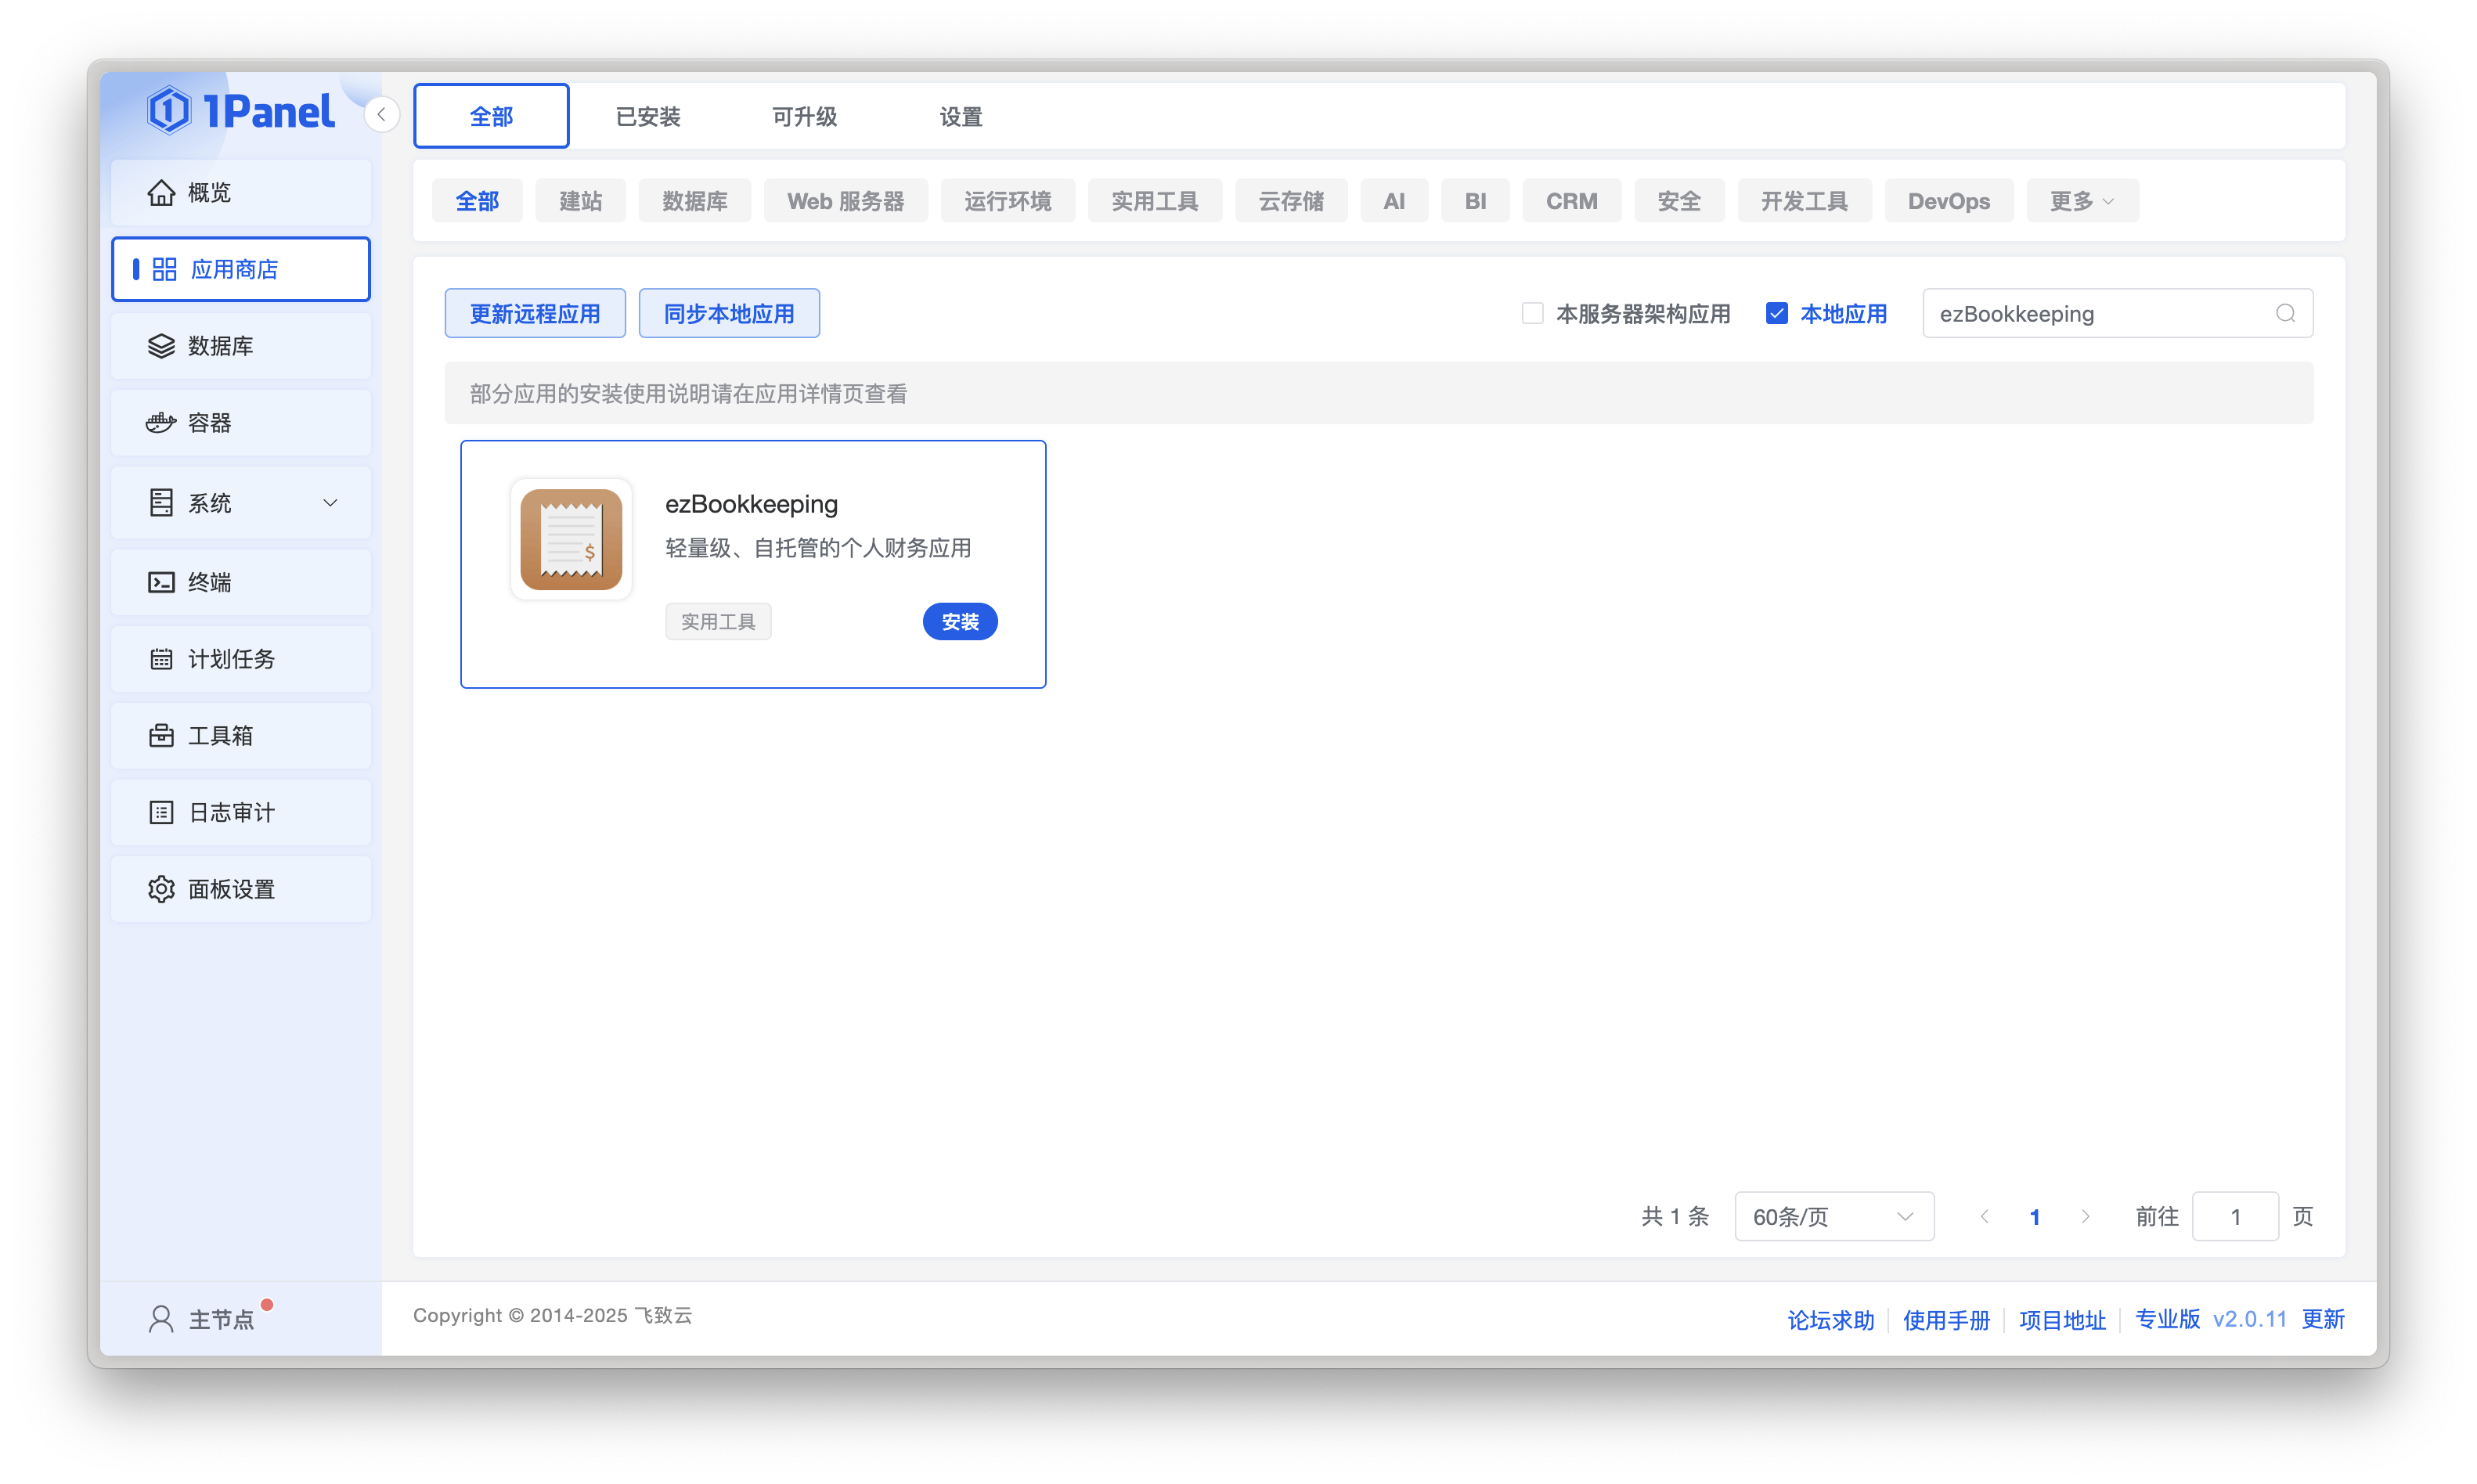 1Panel
概览
应用商店
数据库
容器
系统
终端
计划任务
工具箱
日志审计
面板设置
主节点
全部 已安装 可升级 设置
全部 建站 数据库 Web 服务器 运行环境 实用工具 云存储 AI BI CRM 安全 开发工具 DevOps 更多
更新远程应用 同步本地应用 本服务器架构应用 本地应用 ezBookkeeping
部分应用的安装使用说明请在应用详情页查看
$
ezBookkeeping
轻量级、自托管的个人财务应用
实用工具 安装
共 1 条 60条/页 1 前往 1 页
Copyright © 2014-2025 飞致云
论坛求助 使用手册 项目地址 专业版 v2.0.11 更新